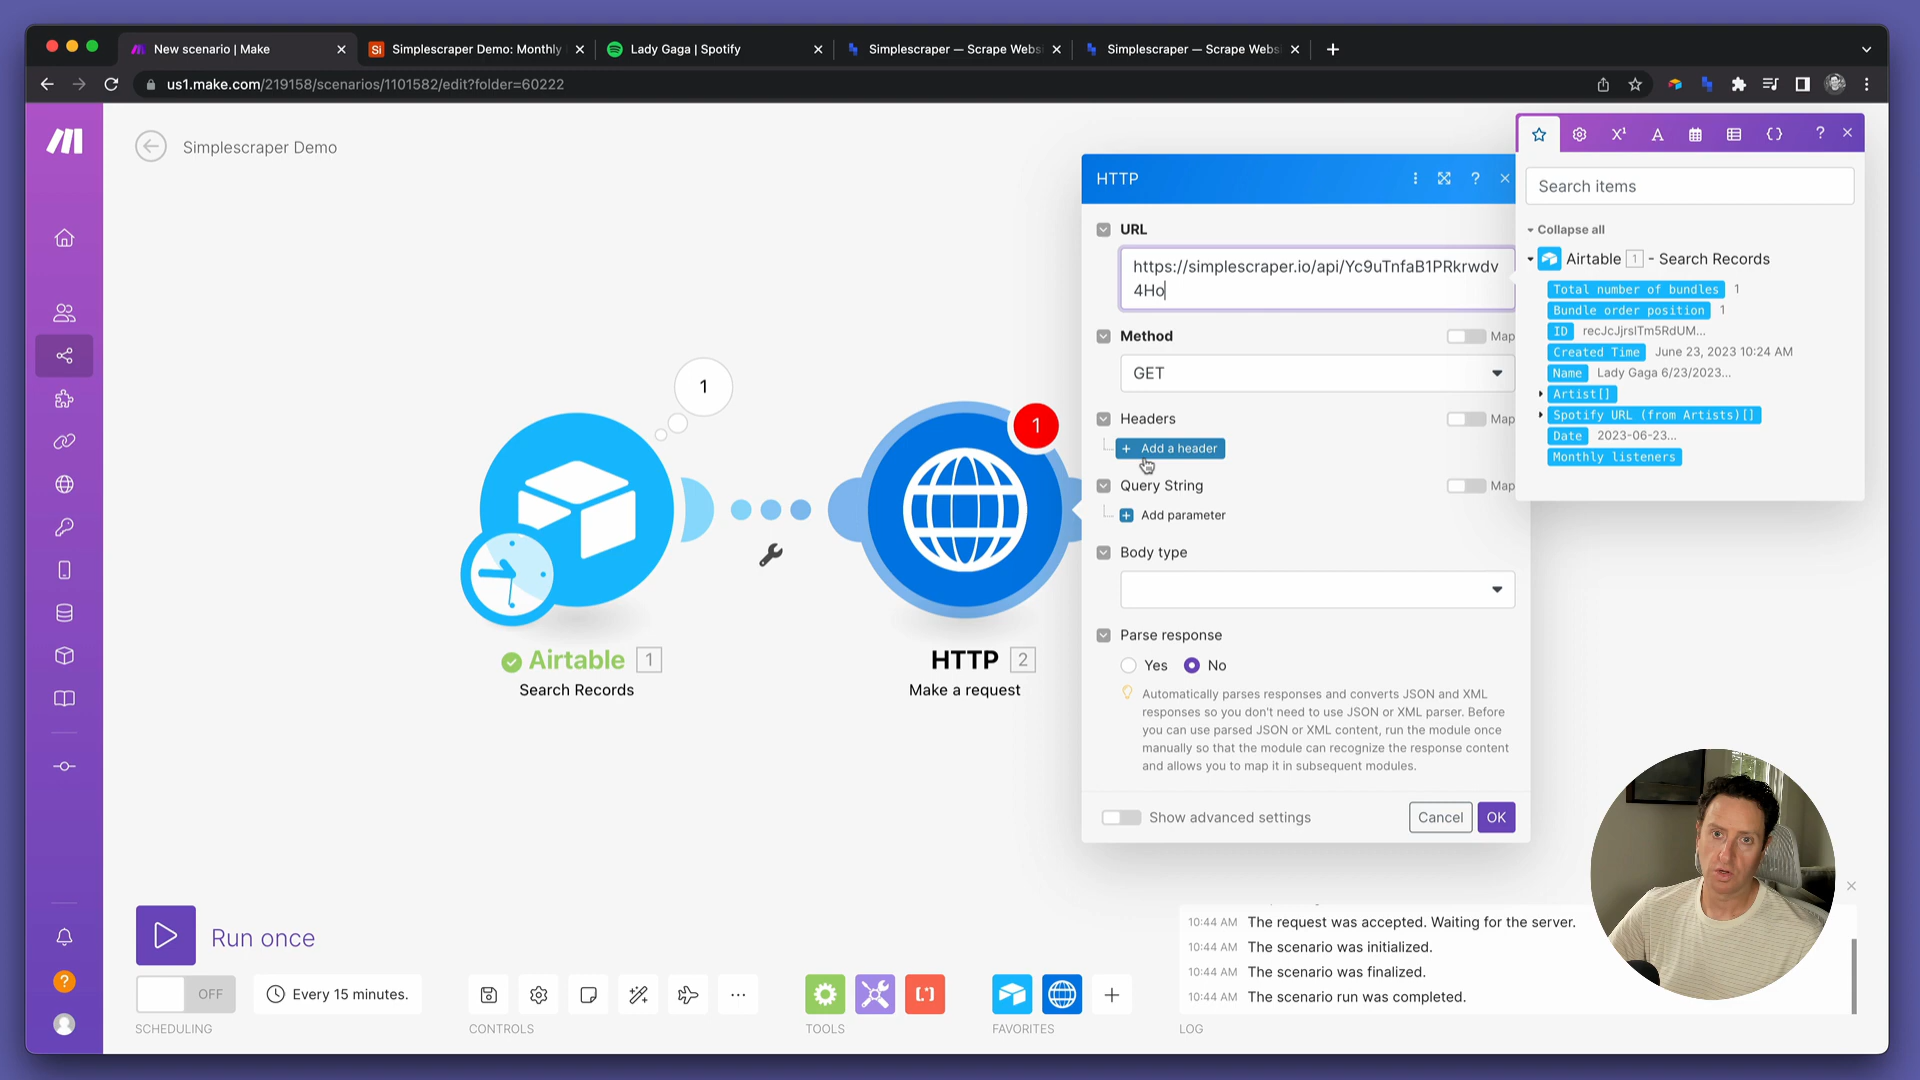 New scenario | Make
Simplescraper Demo: Monthly
Lady Gaga | Spotify
Simplescraper — Scrape Websi
Simplescraper — Scrape Websi
us1.make.com/219158/scenarios/1101582/edit?folder=60222
Simplescraper Demo
HTTP
URL
https://simplescraper.io/api/Yc9uTnfaB1PRkrwdv
4Ho
Method
Map
GET
Headers
Map
Add a header
Query String
Map
Add parameter
Body type
Parse response
Yes
No
Automatically parses responses and converts JSON and XML
responses so you don't need to use JSON or XML parser. Before
you can use parsed JSON or XML content, run the module once
manually so that the module can recognize the response content
and allows you to map it in subsequent modules.
Show advanced settings
Cancel
OK
Search items
Collapse all
Airtable 1 - Search Records
Total number of bundles 1
Bundle order position 1
ID recJcJjrslTm5RdUM...
Created Time June 23, 2023 10:24 AM
Name Lady Gaga 6/23/2023...
Artist[]
Spotify URL (from Artists)[]
Date 2023-06-23...
Monthly listeners
1
1
Airtable 1
Search Records
HTTP 2
Make a request
Run once
OFF
Every 15 minutes.
SCHEDULING
CONTROLS
TOOLS
FAVORITES
LOG
10:44 AM The request was accepted. Waiting for the server.
10:44 AM The scenario was initialized.
10:44 AM The scenario was finalized.
10:44 AM The scenario run was completed.